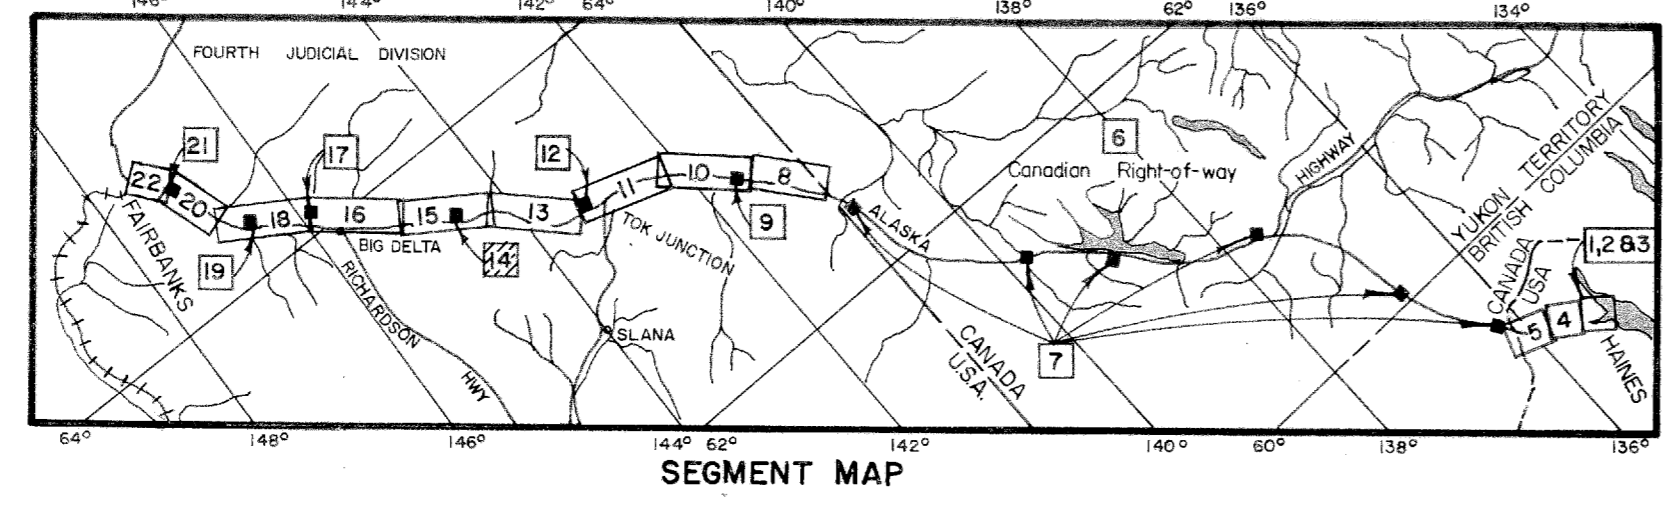 146° 144° 142° 64° 140° 138° 62° 136° 134°
FOURTH JUDICIAL DIVISION
21
17
12
6
22
20
18
16
15
13
11
10
8
19
14
9
Canadian Right-of-way
HIGHWAY
YUKON TERRITORY
BRITISH COLUMBIA
FAIRBANKS
BIG DELTA
TOK JUNCTION
ALASKA
CANADA
USA
1,2&3
RICHARDSON
HWY
SLANA
CANADA
U.S.A.
7
5
4
HAINES
64° 148° 146° 144° 62° 142° 140° 60° 138° 136°
SEGMENT MAP